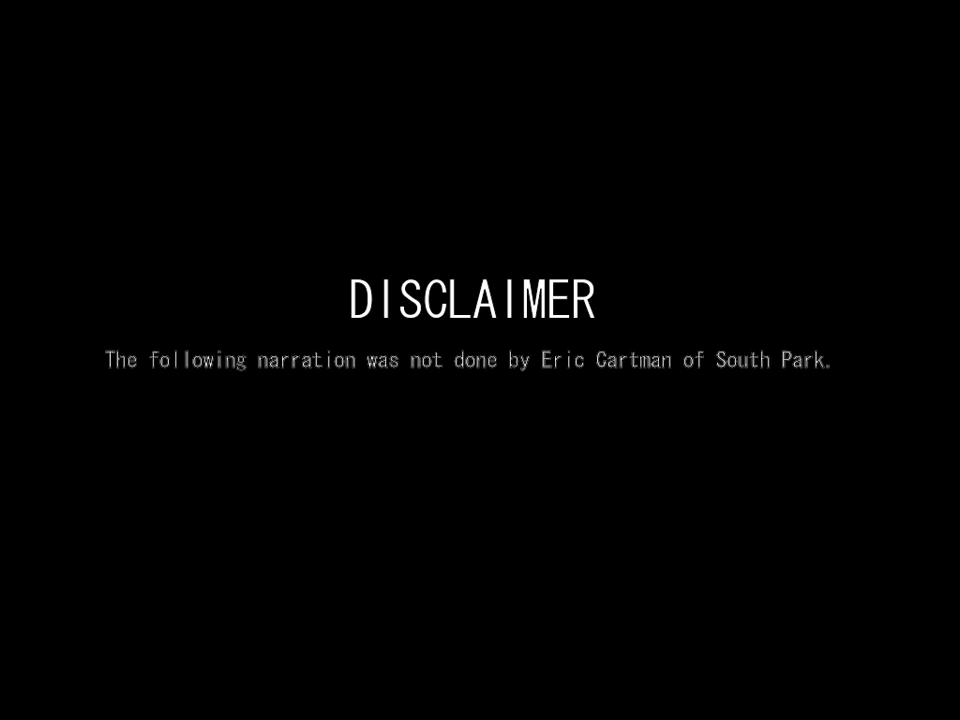 DISCLAIMER
The following narration was not done by Eric Cartman of South Park.